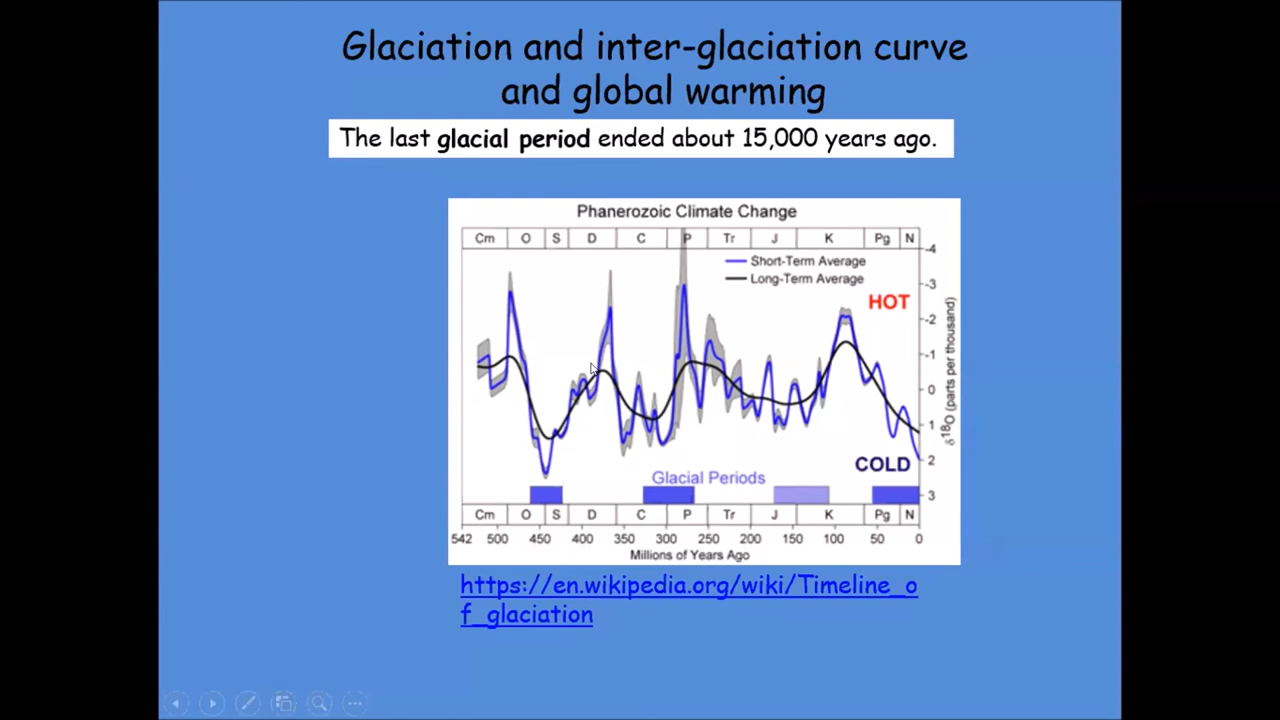 Glaciation and inter-glaciation curve
and global warming
The last glacial period ended about 15,000 years ago.
Phanerozoic Climate Change
Cm O S D C P Tr J K Pg N
-4
Short-Term Average
-3
Long-Term Average
HOT
-2
-1
0
1
δ18O (parts per thousand)
COLD
2
Glacial Periods
3
Cm O S D C P Tr J K Pg N
542 500 450 400 350 300 250 200 150 100 50 0
Millions of Years Ago
https://en.wikipedia.org/wiki/Timeline_o
f_glaciation